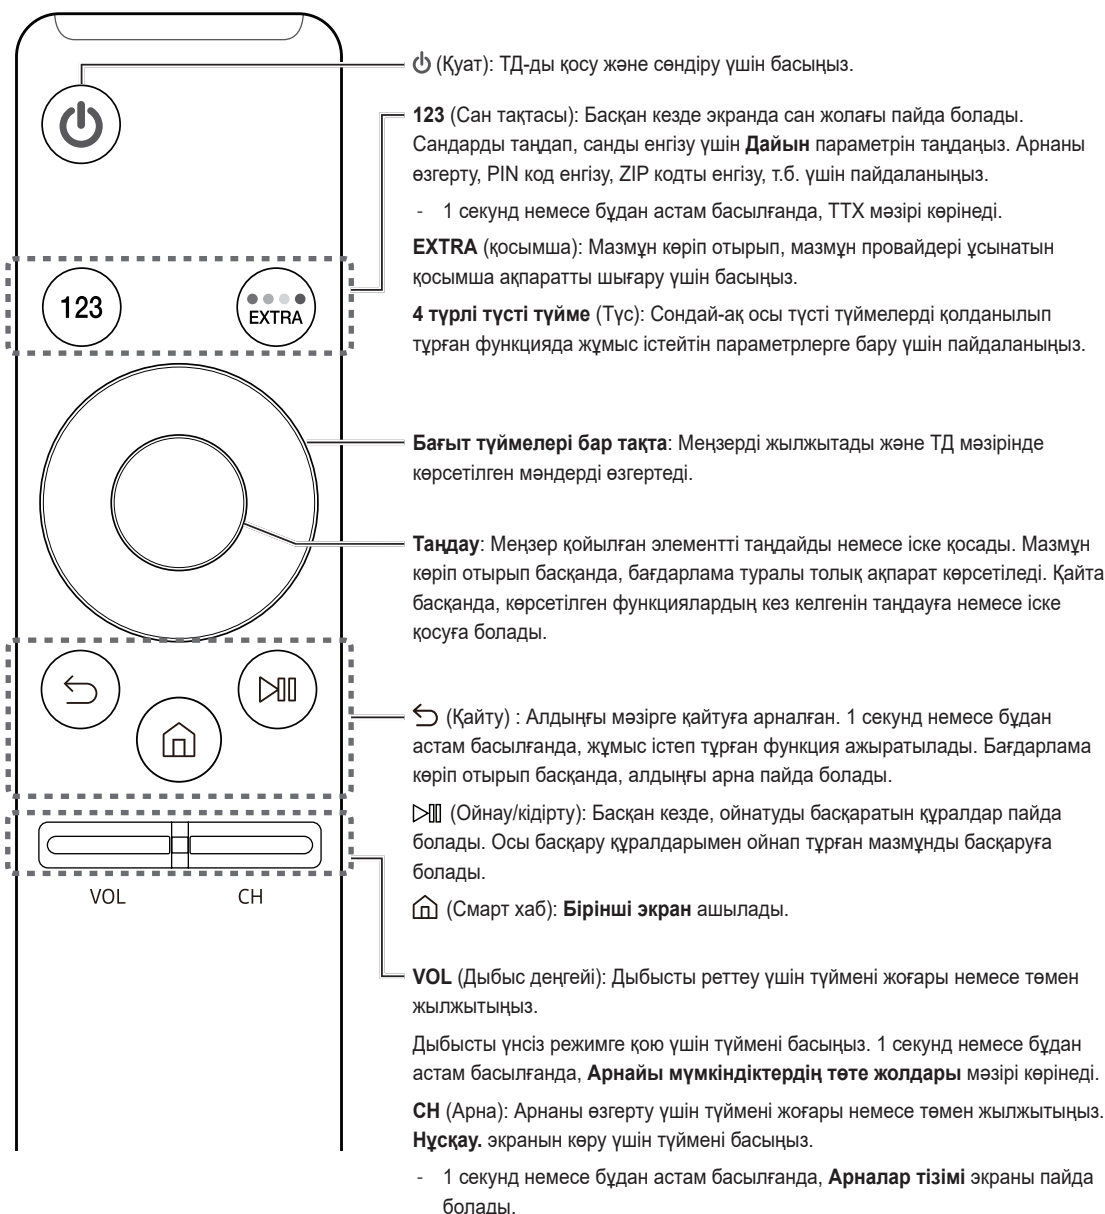 (Қуат): ТД-ды қосу және сөндіру үшін басыңыз.
123 (Сан тақтасы): Басқан кезде экранда сан жолағы пайда болады.
Сандарды таңдап, санды енгізу үшін Дайын параметрін таңдаңыз. Арнаны
өзгерту, PIN код енгізу, ZIP кодты енгізу, т.б. үшін пайдаланыңыз.
- 1 секунд немесе бұдан астам басылғанда, TTX мәзірі көрінеді.
EXTRA (қосымша): Мазмұн көріп отырып, мазмұн провайдері ұсынатын
қосымша ақпаратты шығару үшін басыңыз.
4 түрлі түсті түйме (Түс): Сондай-ақ осы түсті түймелерді қолданылып
тұрған функцияда жұмыс істейтін параметрлерге бару үшін пайдаланыңыз.
123
EXTRA
Бағыт түймелері бар тақта: Меңзерді жылжытады және ТД мәзірінде
көрсетілген мәндерді өзгертеді.
Таңдау: Меңзер қойылған элементті таңдайды немесе іске қосады. Мазмұн
көріп отырып басқанда, бағдарлама туралы толық ақпарат көрсетіледі. Қайта
басқанда, көрсетілген функциялардың кез келгенін таңдауға немесе іске
қосуға болады.
(Қайту) : Алдыңғы мәзірге қайтуға арналған. 1 секунд немесе бұдан
астам басылғанда, жұмыс істеп тұрған функция ажыратылады. Бағдарлама
көріп отырып басқанда, алдыңғы арна пайда болады.
(Ойнау/кідірту): Басқан кезде, ойнатуды басқаратын құралдар пайда
болады. Осы басқару құралдарымен ойнап тұрған мазмұнды басқаруға
болады.
(Смарт хаб): Бірінші экран ашылады.
VOL
CH
VOL (Дыбыс деңгейі): Дыбысты реттеу үшін түймені жоғары немесе төмен
жылжытыңыз.
Дыбысты үнсіз режимге қою үшін түймені басыңыз. 1 секунд немесе бұдан
астам басылғанда, Арнайы мүмкіндіктердің төте жолдары мәзірі көрінеді.
CH (Арна): Арнаны өзгерту үшін түймені жоғары немесе төмен жылжытыңыз.
Нұсқау. экранын көру үшін түймені басыңыз.
- 1 секунд немесе бұдан астам басылғанда, Арналар тізімі экраны пайда
болады.